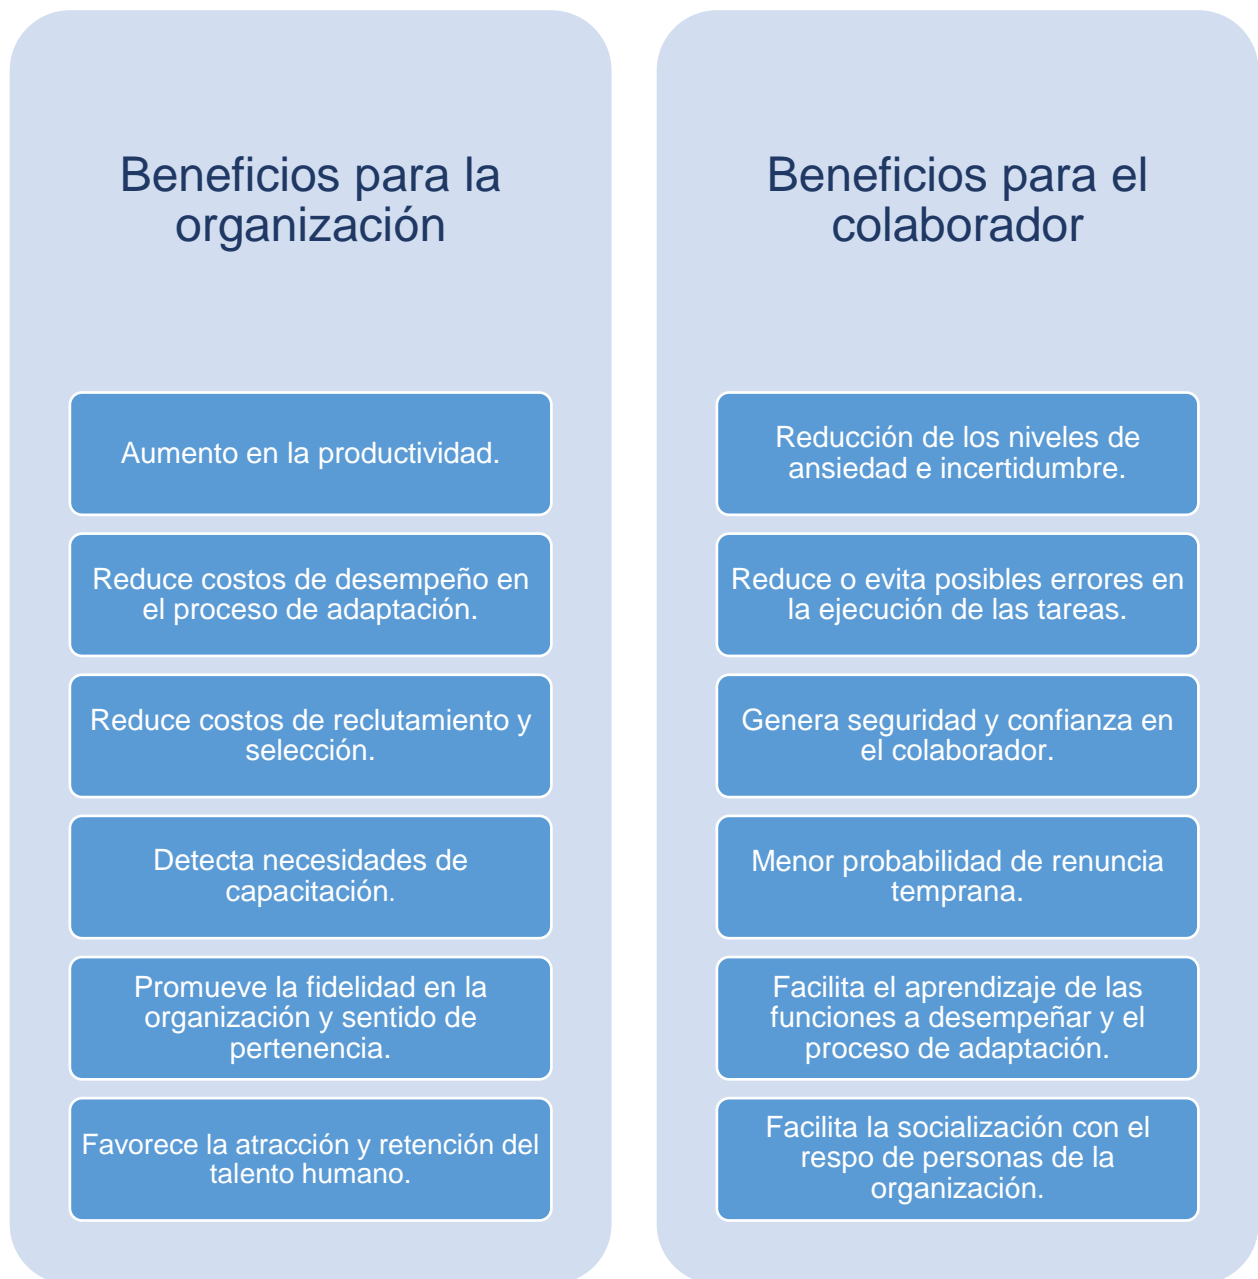 Beneficios para la
organización
Aumento en la productividad.
Reduce costos de desempeño en
el proceso de adaptación.
Reduce costos de reclutamiento y
selección.
Detecta necesidades de
capacitación.
Promueve la fidelidad en la
organización y sentido de
pertenencia.
Favorece la atracción y retención del
talento humano.
Beneficios para el
colaborador
Reducción de los niveles de
ansiedad e incertidumbre.
Reduce o evita posibles errores en
la ejecución de las tareas.
Genera seguridad y confianza en
el colaborador.
Menor probabilidad de renuncia
temprana.
Facilita el aprendizaje de las
funciones a desempeñar y el
proceso de adaptación.
Facilita la socialización con el
respo de personas de la
organización.